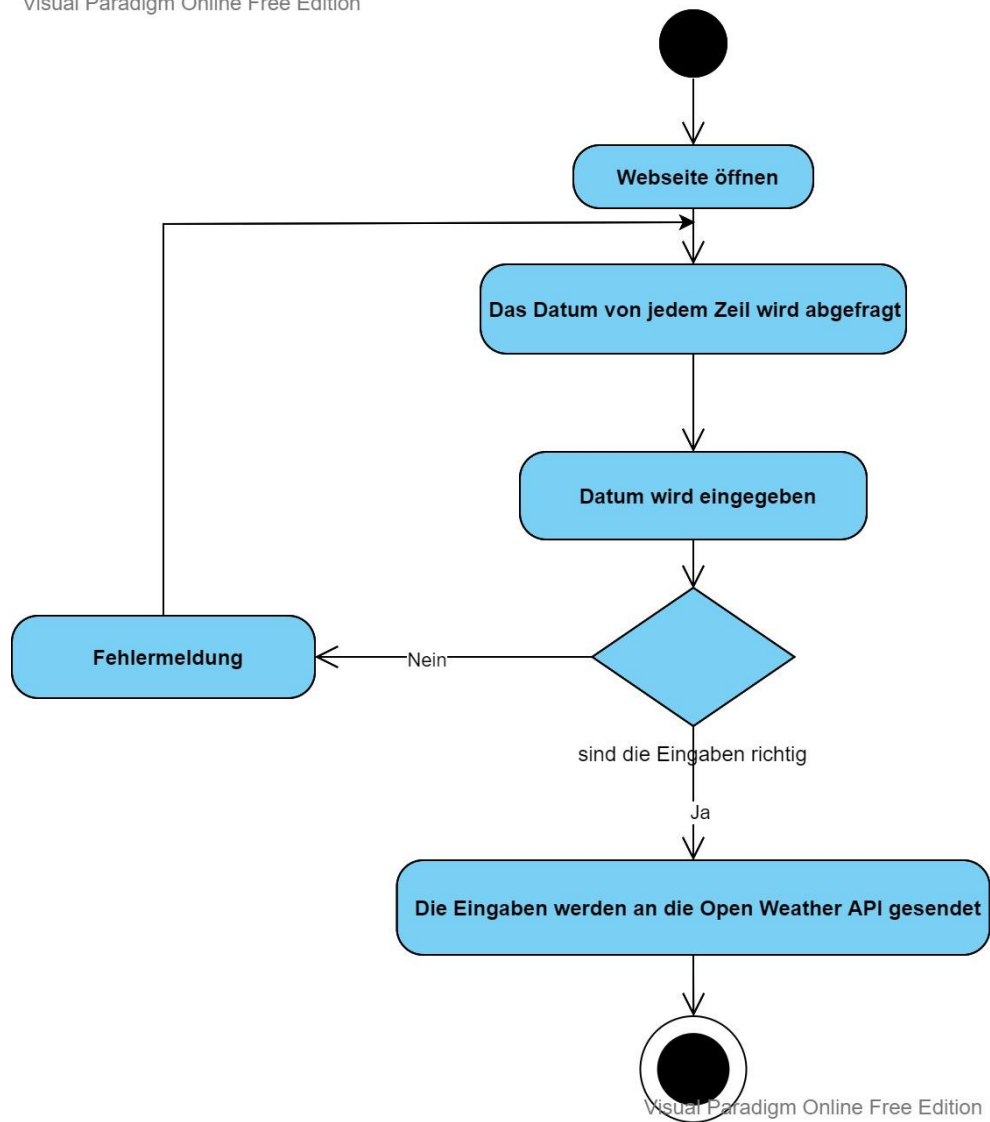 Visual Paradigm Online Free Edition
Webseite öffnen
Das Datum von jedem Zeil wird abgefragt
Datum wird eingegeben
Fehlermeldung
Nein
sind die Eingaben richtig
Ja
Die Eingaben werden an die Open Weather API gesendet
Visual Paradigm Online Free Edition